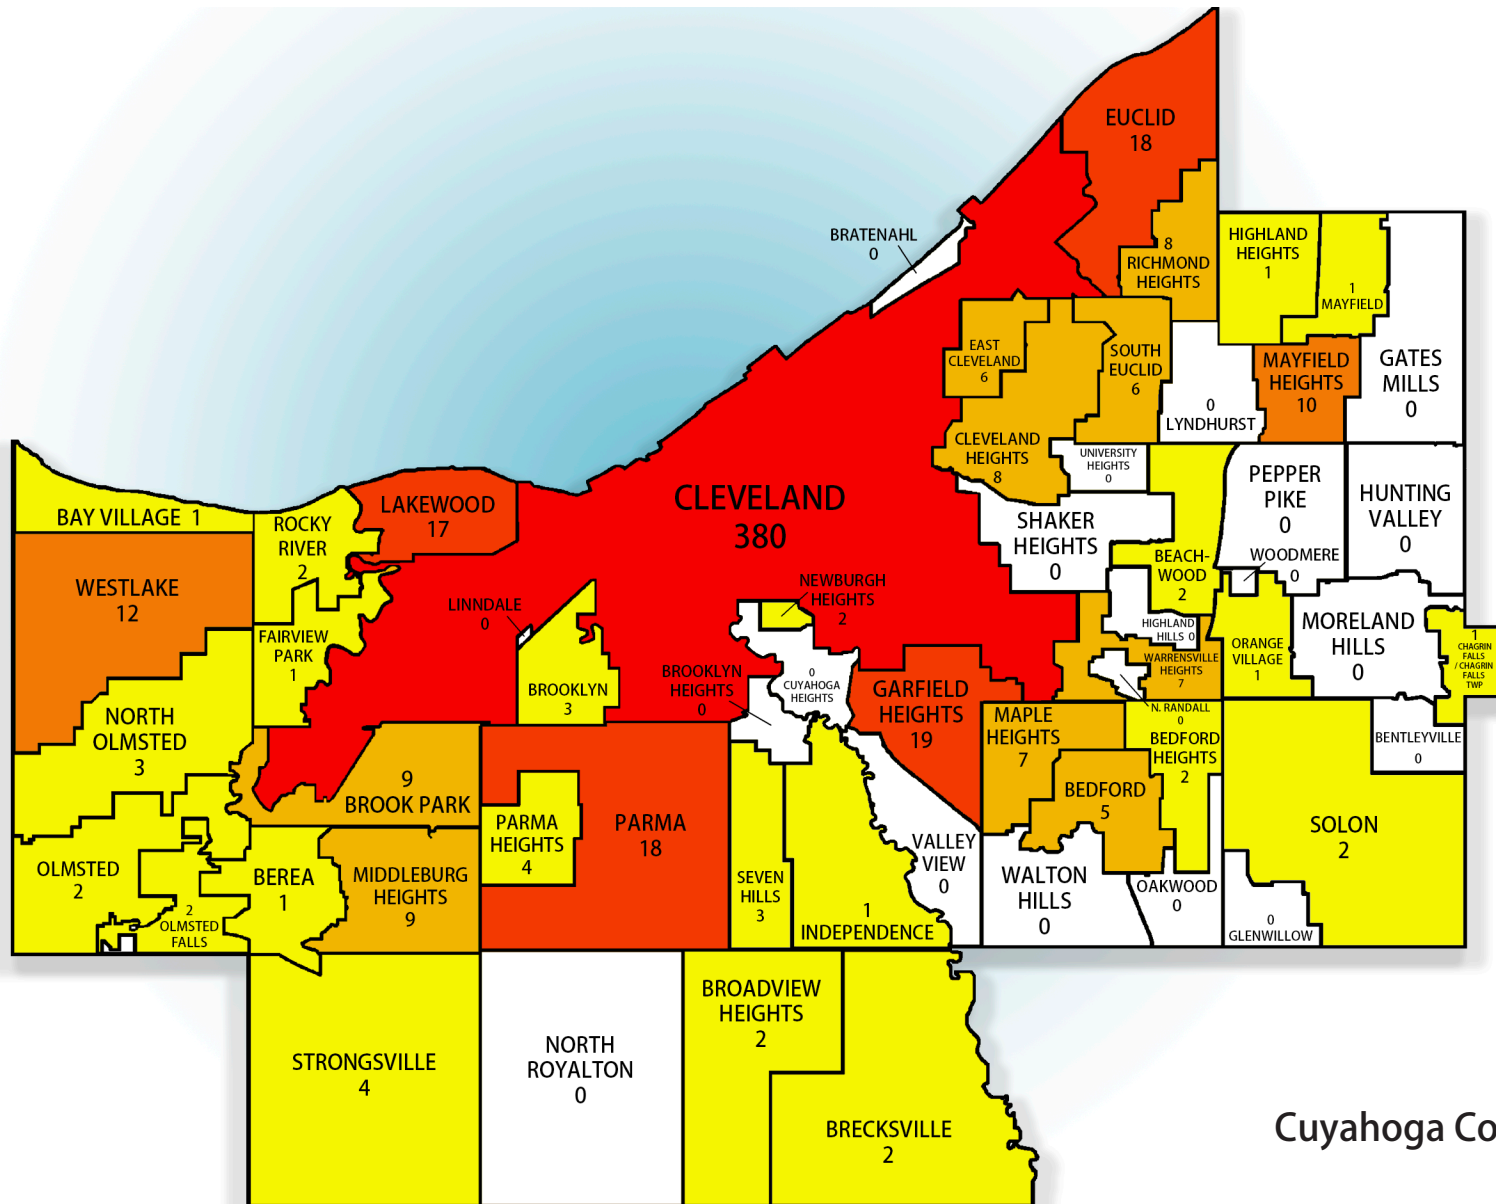 EUCLID
18
BRATENAHL
0
8
RICHMOND
HEIGHTS
HIGHLAND
HEIGHTS
1
1
MAYFIELD
EAST
CLEVELAND
6
SOUTH
EUCLID
6
0
LYNDHURST
MAYFIELD
HEIGHTS
10
GATES
MILLS
0
CLEVELAND
HEIGHTS
8
UNIVERSITY
HEIGHTS
0
PEPPER
PIKE
0
HUNTING
VALLEY
0
BAY VILLAGE 1
ROCKY
RIVER
2
LAKEWOOD
17
CLEVELAND
380
SHAKER
HEIGHTS
0
BEACH-
WOOD
2
WOODMERE
0
WESTLAKE
12
LINNDALE
0
NEWBURGH
HEIGHTS
2
HIGHLAND
HILLS 0
ORANGE
VILLAGE
1
MORELAND
HILLS
0
1
CHAGRIN
FALLS
/ CHAGRIN
FALLS
TWP
FAIRVIEW
PARK
1
BROOKLYN
3
BROOKLYN
HEIGHTS
0
0
CUYAHOGA
HEIGHTS
GARFIELD
HEIGHTS
19
WARRENSVILLE
HEIGHTS
7
N. RANDALL
0
NORTH
OLMSTED
3
MAPLE
HEIGHTS
7
BEDFORD
HEIGHTS
2
BENTLEYVILLE
0
9
BROOK PARK
BEDFORD
5
PARMA
HEIGHTS
4
PARMA
18
SOLON
2
OLMSTED
2
BEREA
1
MIDDLEBURG
HEIGHTS
9
SEVEN
HILLS
3
VALLEY
VIEW
0
WALTON
HILLS
0
OAKWOOD
0
2
OLMSTED
FALLS
1
INDEPENDENCE
0
GLENWILLOW
STRONGSVILLE
4
NORTH
ROYALTON
0
BROADVIEW
HEIGHTS
2
BRECKSVILLE
2
Cuyahoga Co